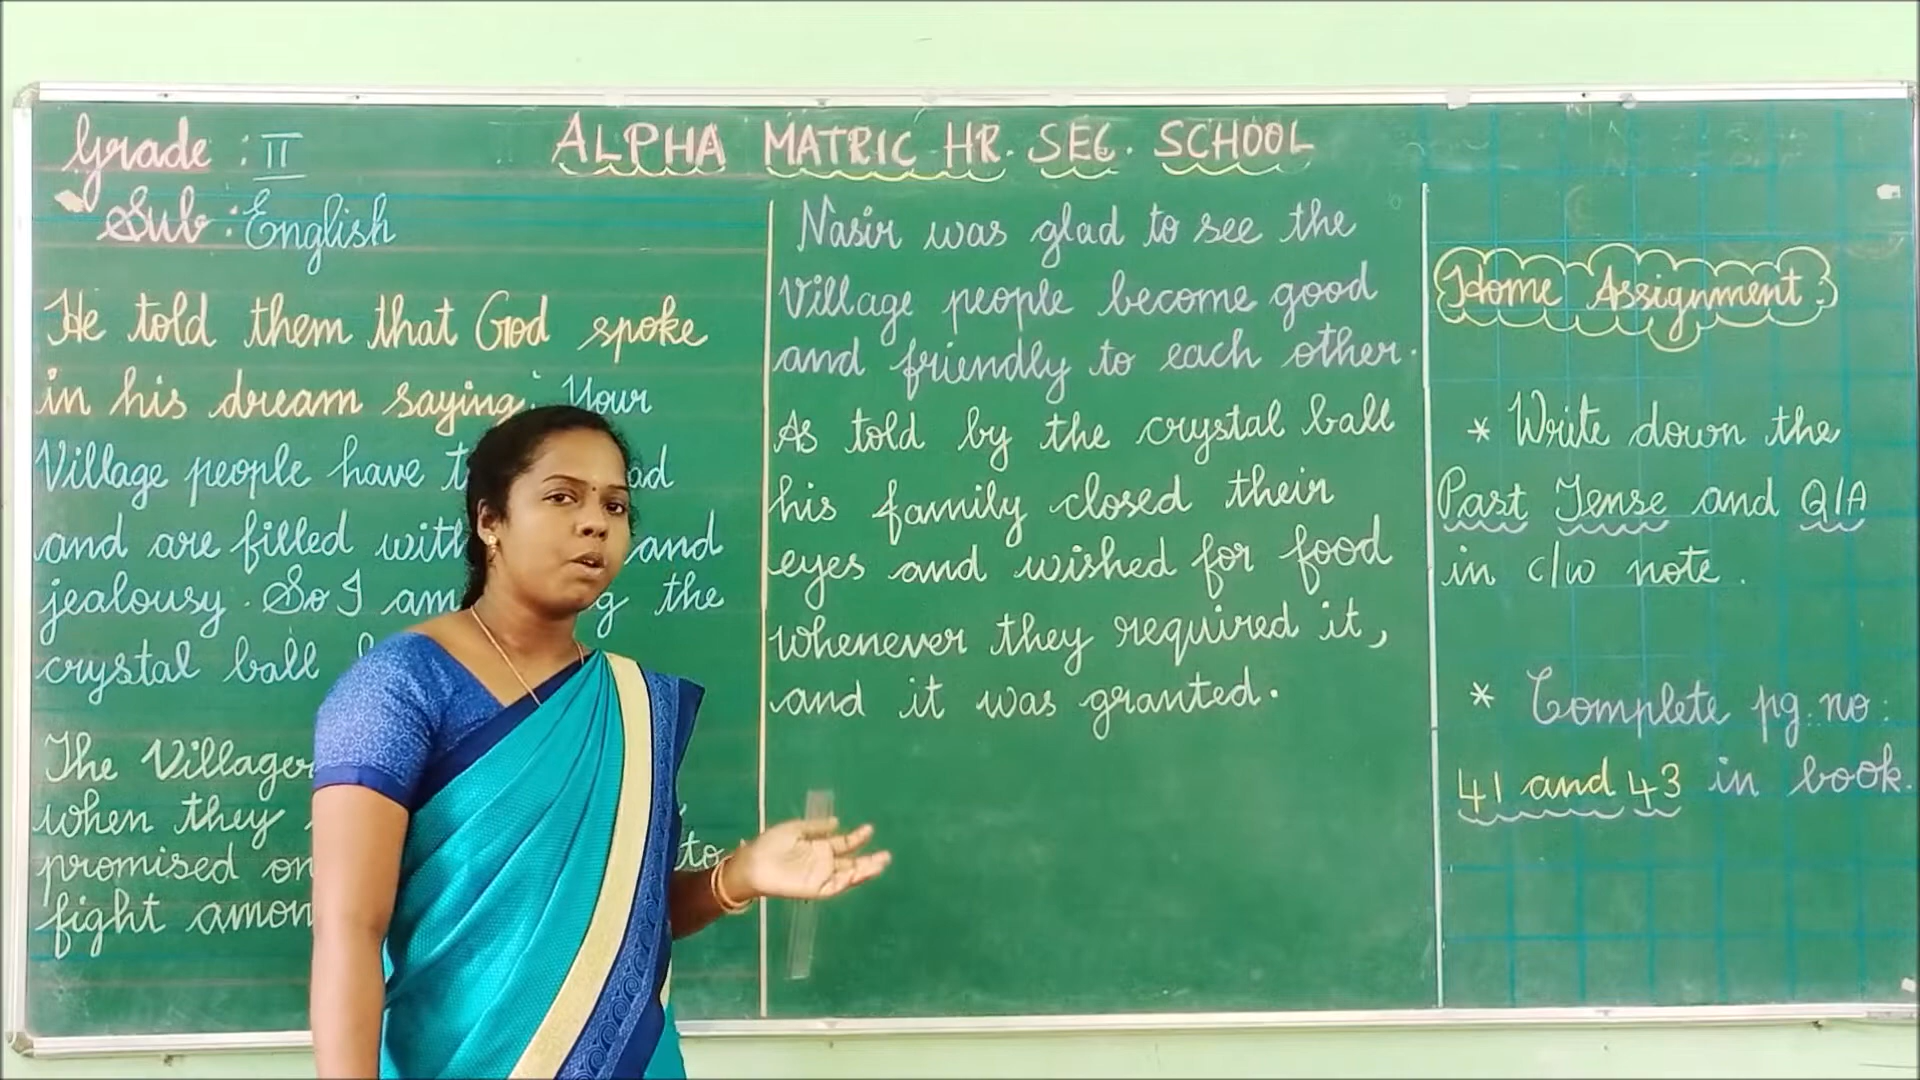 ALPHA MATRIC HR. SEC. SCHOOL
Grade : II
Sub : English
He told them that God spoke
in his dream saying, 'Your
Village people have
and are filled with and
jealousy. So I am the
crystal ball
The Villager
when they
promised to
fight
Nasir was glad to see the
Village people become good
and friendly to each other.
As told by the crystal ball
his family closed their
eyes and wished for food
whenever they required it,
and it was granted.
Home Assignment:
* Write down the
Past Tense and Q/A
in c/w note.
* Complete pg. no:
41 and 43 in book.